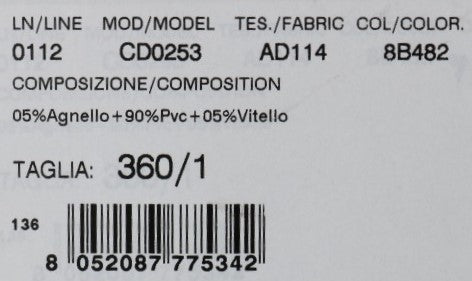 LN/LINE MOD/MODEL TES./FABRIC COL/COLOR.
0112 CD0253 AD114 8B482
COMPOSIZIONE/COMPOSITION
05%Agnello+90%Pvc+05%Vitello
TAGLIA: 360/1
136
8 052087 775342